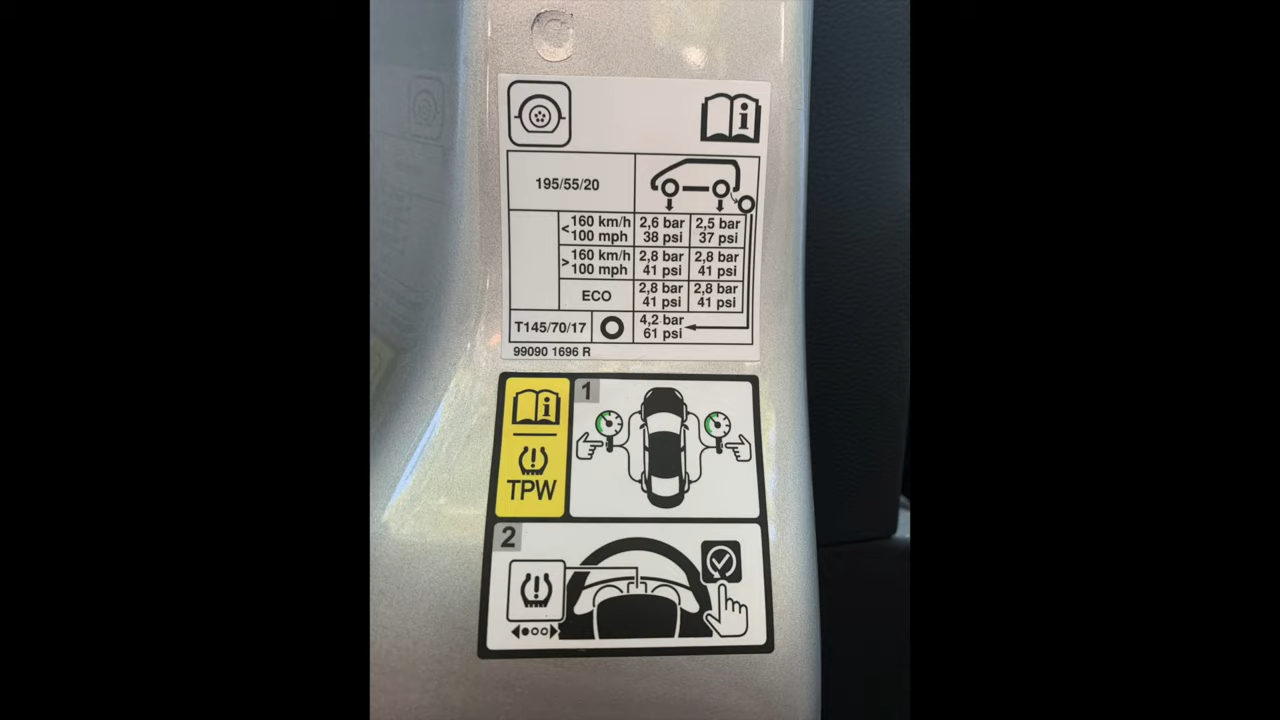 195/55/20
< 160 km/h 100 mph 2,6 bar 38 psi 2,5 bar 37 psi
> 160 km/h 100 mph 2,8 bar 41 psi 2,8 bar 41 psi
ECO 2,8 bar 41 psi 2,8 bar 41 psi
T145/70/17 4,2 bar 61 psi
99090 1696 R
1
TPW
2